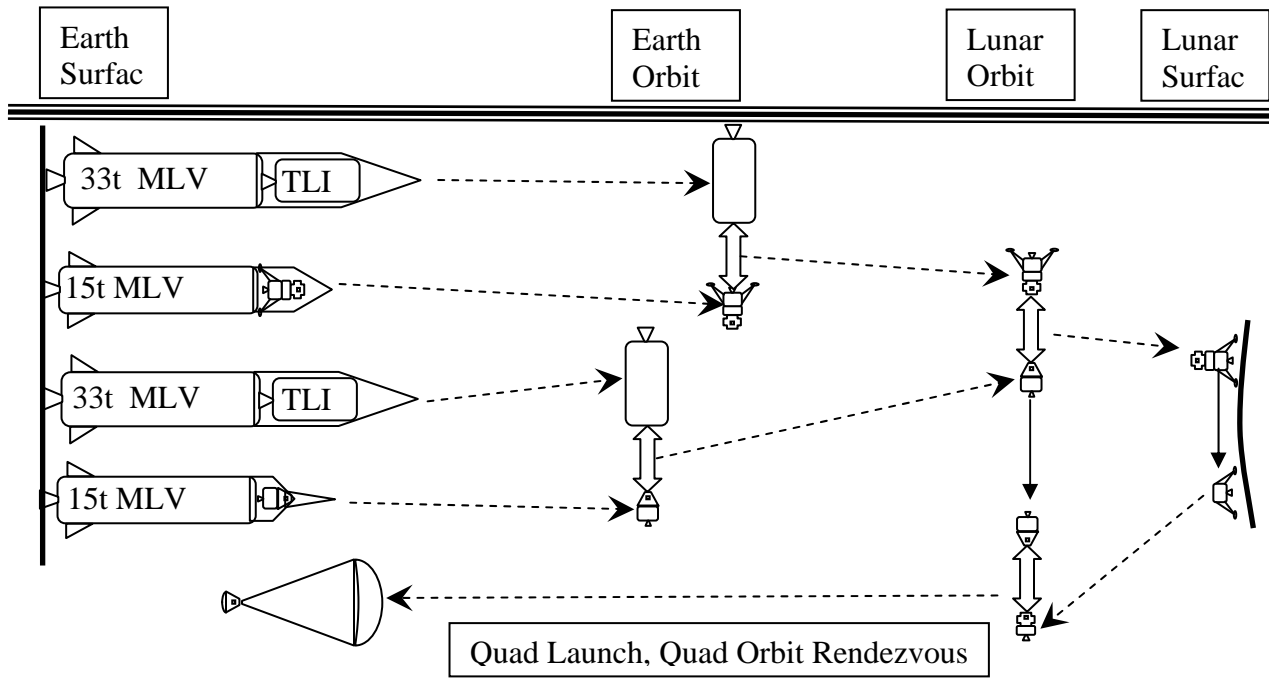 Earth
Surfac
Earth
Orbit
Lunar
Orbit
Lunar
Surfac
33t MLV
TLI
15t MLV
33t MLV
TLI
15t MLV
Quad Launch, Quad Orbit Rendezvous